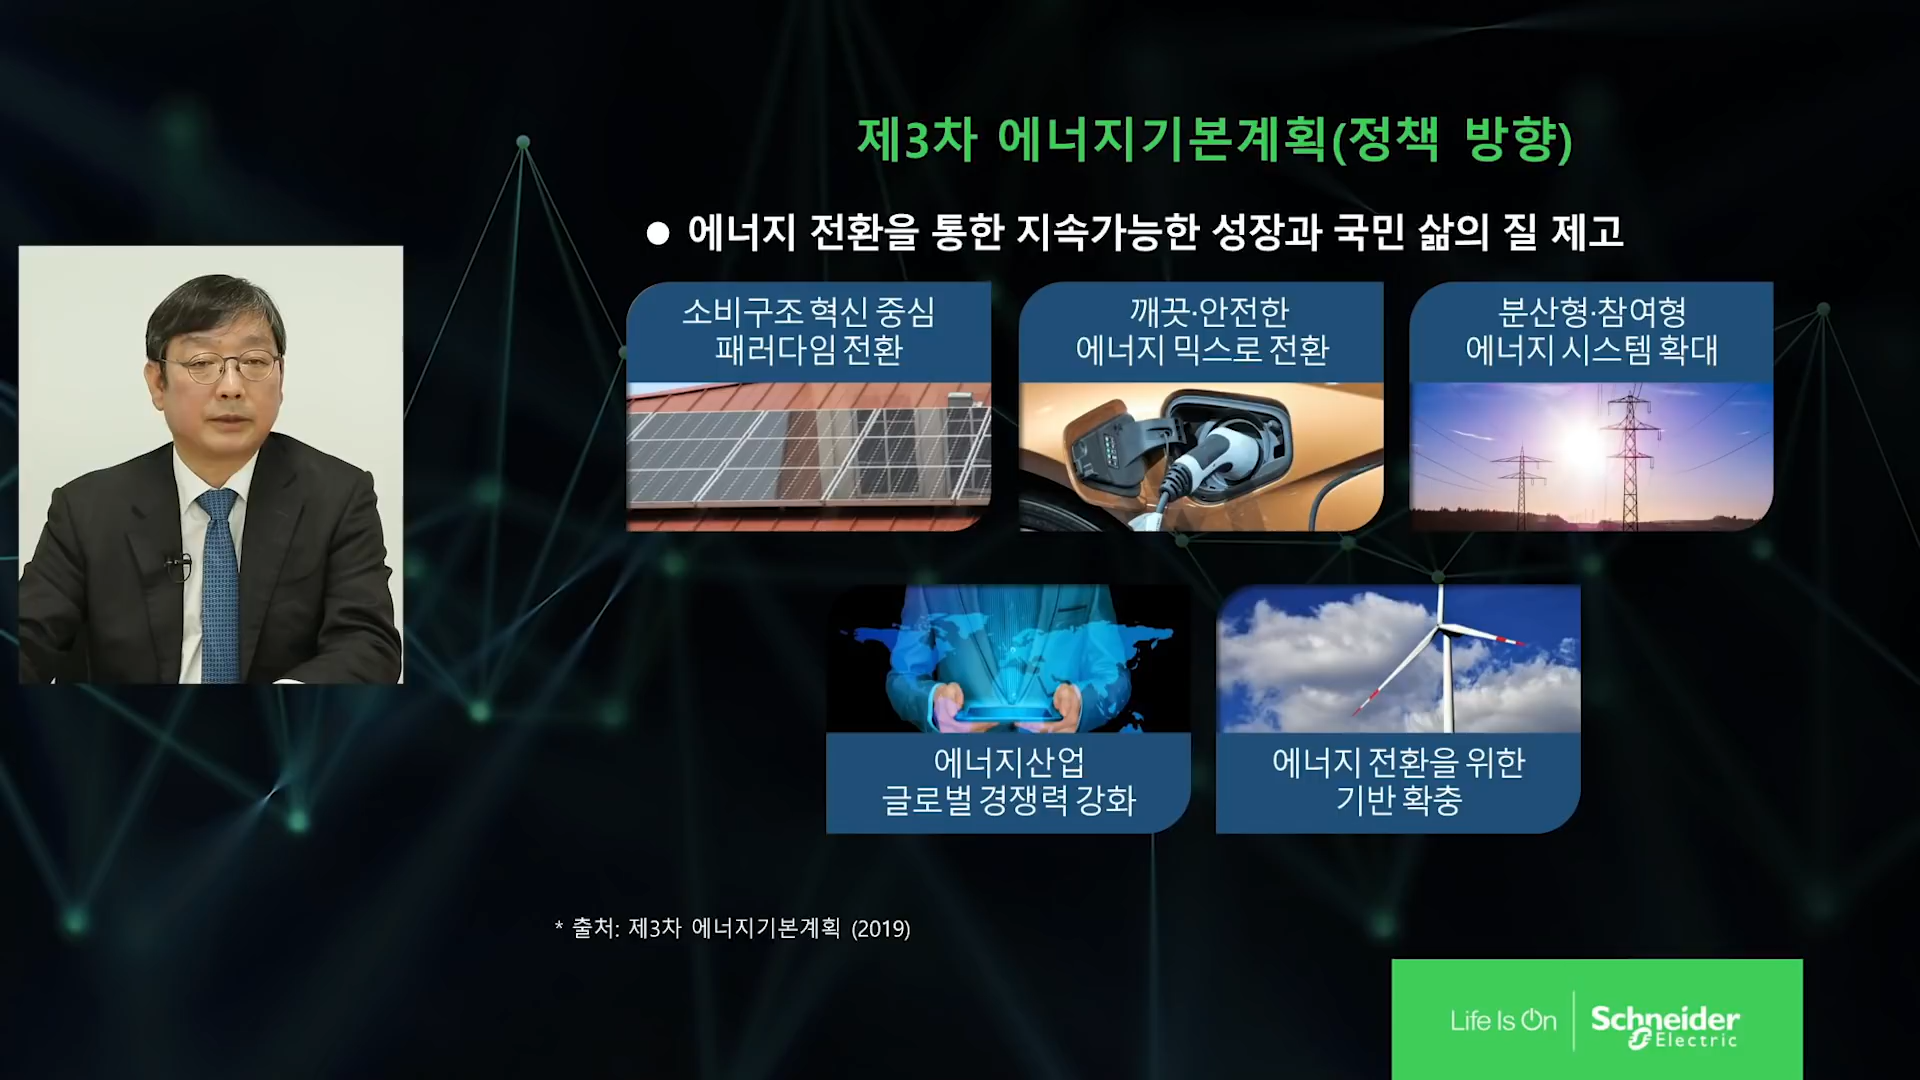 제3차 에너지기본계획(정책 방향)
● 에너지 전환을 통한 지속가능한 성장과 국민 삶의 질 제고
소비구조 혁신 중심
패러다임 전환
깨끗·안전한
에너지 믹스로 전환
분산형·참여형
에너지 시스템 확대
에너지산업
글로벌 경쟁력 강화
에너지 전환을 위한
기반 확충
* 출처: 제3차 에너지기본계획 (2019)
Life Is On
Schneider
Electric